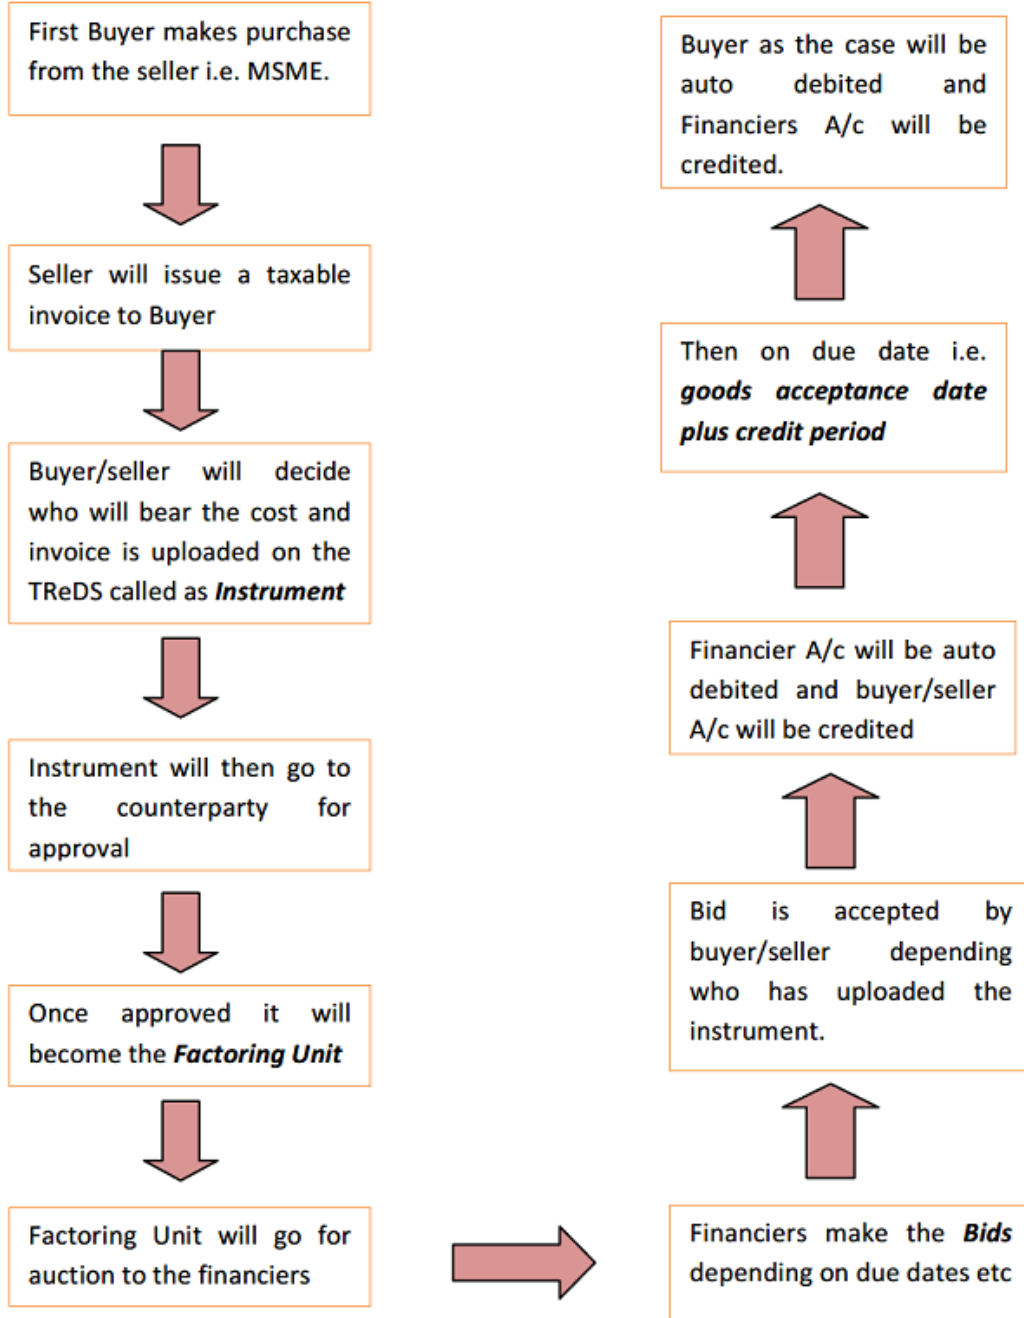 First Buyer makes purchase
from the seller i.e. MSME.
Seller will issue a taxable
invoice to Buyer
Buyer/seller will decide
who will bear the cost and
invoice is uploaded on the
TReDS called as Instrument
Instrument will then go to
the counterparty for
approval
Once approved it will
become the Factoring Unit
Factoring Unit will go for
auction to the financiers
Financiers make the Bids
depending on due dates etc
Bid is accepted by
buyer/seller depending
who has uploaded the
instrument.
Financier A/c will be auto
debited and buyer/seller
A/c will be credited
Then on due date i.e.
goods acceptance date
plus credit period
Buyer as the case will be
auto debited and
Financiers A/c will be
credited.